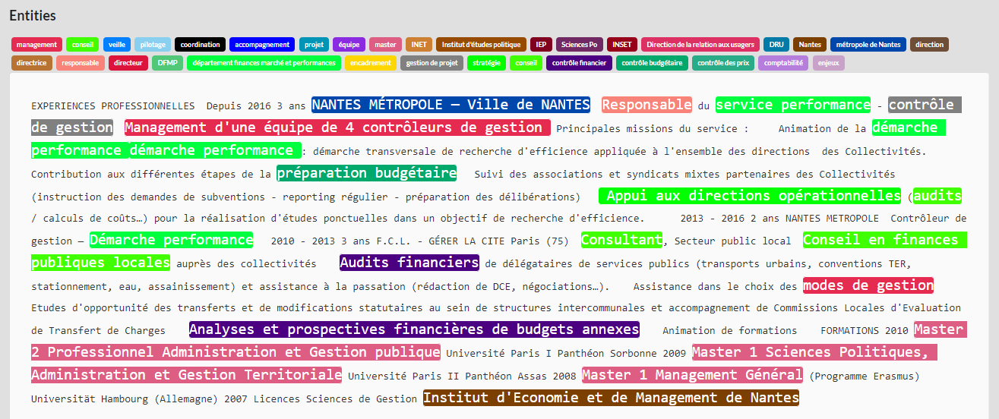 Entities
management conseil veille pilotage coordination accompagnement projet équipe master INET Institut d'études politique IEP Sciences Po INSET Direction de la relation aux usagers DRU Nantes métropole de Nantes direction
directrice responsable directeur DFMP département finances marché et performances encadrement gestion de projet stratégie conseil contrôle financier contrôle budgétaire contrôle des prix comptabilité enjeux
EXPERIENCES PROFESSIONNELLES Depuis 2016 3 ans NANTES MÉTROPOLE – Ville de NANTES Responsable du service performance - contrôle
de gestion Management d'une équipe de 4 contrôleurs de gestion Principales missions du service : Animation de la démarche
performance démarche performance : démarche transversale de recherche d'efficience appliquée à l'ensemble des directions des Collectivités.
Contribution aux différentes étapes de la préparation budgétaire Suivi des associations et syndicats mixtes partenaires des Collectivités
(instruction des demandes de subventions - reporting régulier - préparation des délibérations) Appui aux directions opérationnelles (audits
/ calculs de coûts…) pour la réalisation d'études ponctuelles dans un objectif de recherche d'efficience. 2013 - 2016 2 ans NANTES METROPOLE Contrôleur de
gestion – Démarche performance 2010 - 2013 3 ans F.C.L. - GÉRER LA CITE Paris (75) Consultant, Secteur public local Conseil en finances
publiques locales auprès des collectivités Audits financiers de délégataires de services publics (transports urbains, conventions TER,
stationnement, eau, assainissement) et assistance à la passation (rédaction de DCE, négociations…). Assistance dans le choix des modes de gestion
Etudes d'opportunité des transferts et de modifications statutaires au sein de structures intercommunales et accompagnement de Commissions Locales d'Evaluation
de Transfert de Charges Analyses et prospectives financières de budgets annexes Animation de formations FORMATIONS 2010 Master
2 Professionnel Administration et Gestion publique Université Paris I Panthéon Sorbonne 2009 Master 1 Sciences Politiques,
Administration et Gestion Territoriale Université Paris II Panthéon Assas 2008 Master 1 Management Général (Programme Erasmus)
Universität Hambourg (Allemagne) 2007 Licences Sciences de Gestion Institut d'Economie et de Management de Nantes